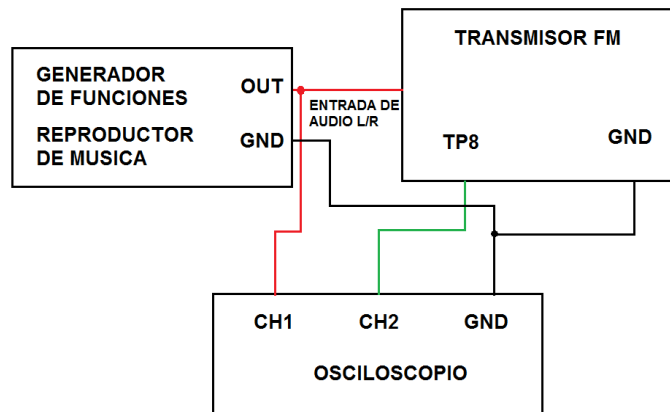 GENERADOR
DE FUNCIONES
REPRODUCTOR
DE MUSICA
OUT
GND
ENTRADA DE
AUDIO L/R
TRANSMISOR FM
TP8
GND
CH1
CH2
GND
OSCILOSCOPIO